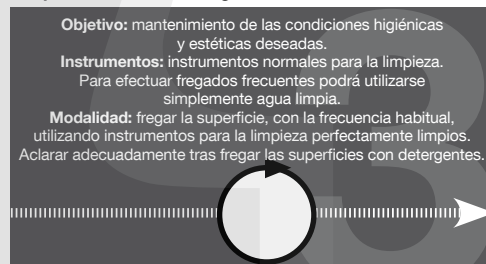 Objetivo: mantenimiento de las condiciones higiénicas
y estéticas deseadas.
Instrumentos: instrumentos normales para la limpieza.
Para efectuar fregados frecuentes podrá utilizarse
simplemente agua limpia.
Modalidad: fregar la superficie, con la frecuencia habitual,
utilizando instrumentos para la limpieza perfectamente limpios.
Aclarar adecuadamente tras fregar las superficies con detergentes.
3